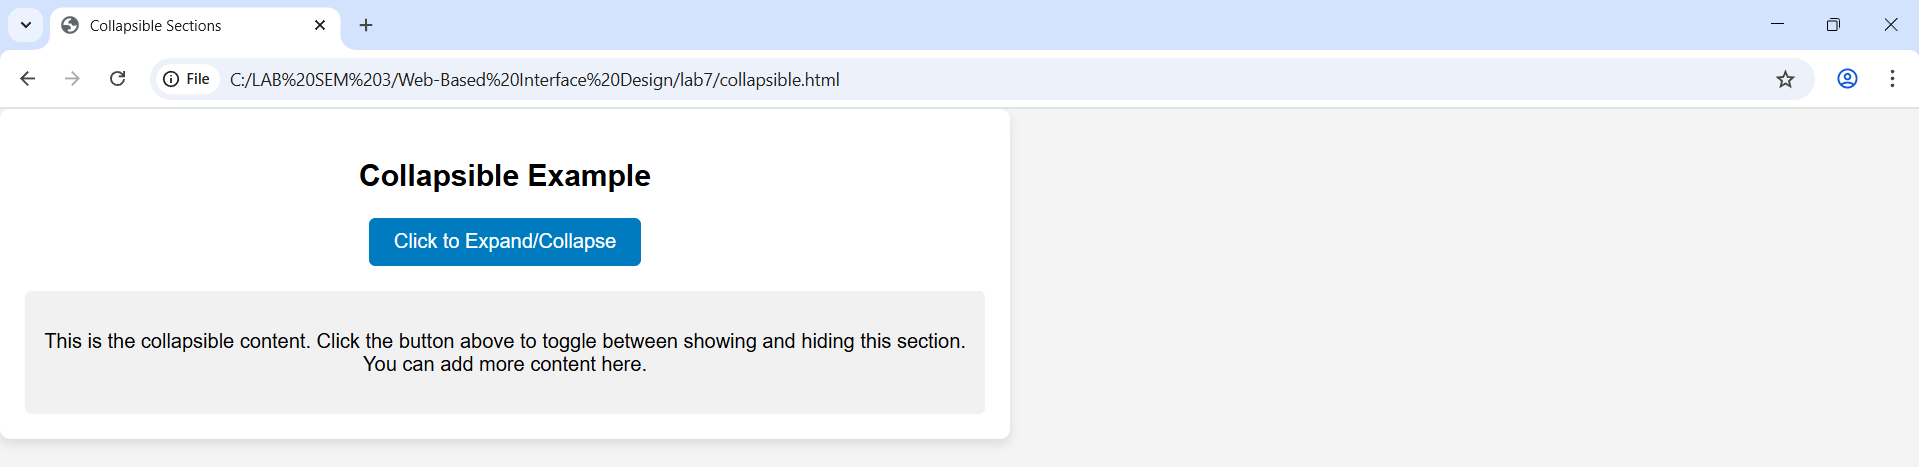 Collapsible Sections
File
C:/LAB%20SEM%203/Web-Based%20Interface%20Design/lab7/collapsible.html
Collapsible Example
Click to Expand/Collapse
This is the collapsible content. Click the button above to toggle between showing and hiding this section.
You can add more content here.